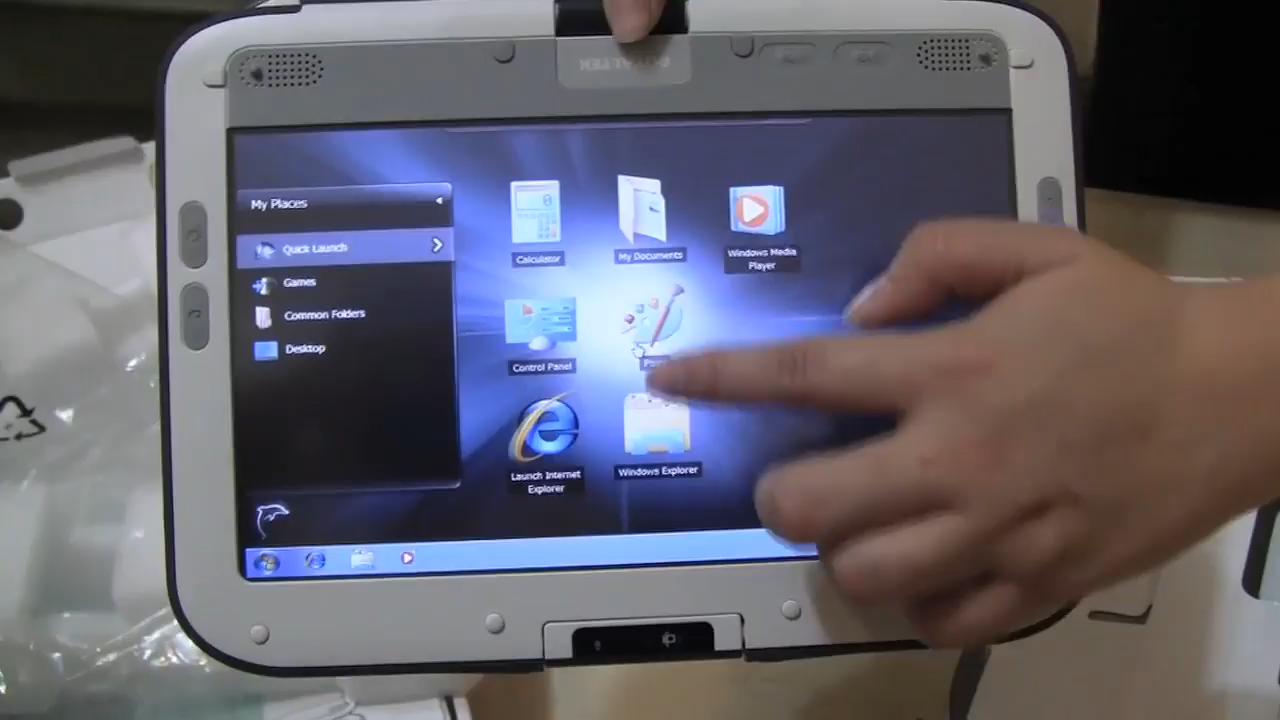 My Places
Quick Launch
Games
Common Folders
Desktop
Calculator
My Documents
Windows Media
Player
Control Panel
Launch Internet
Explorer
Windows Explorer